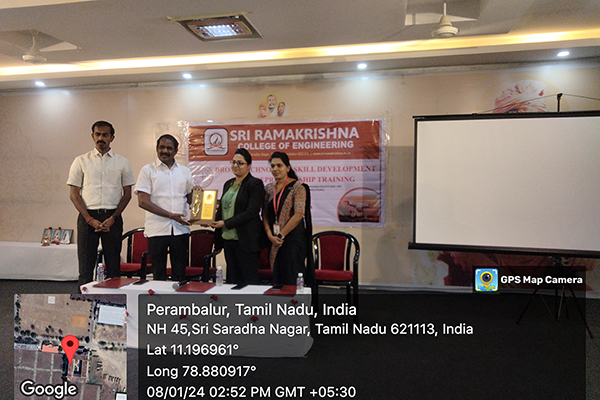 SRI RAMAKRISHNA
COLLEGE OF ENGINEERING
SKILL DEVELOPMENT
TRAINING
GPS Map Camera
Perambalur, Tamil Nadu, India
NH 45,Sri Saradha Nagar, Tamil Nadu 621113, India
Lat 11.196961°
Long 78.880917°
08/01/24 02:52 PM GMT +05:30
Google